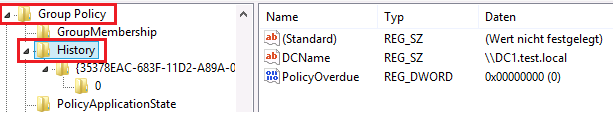 Group Policy
GroupMembership
History
{35378EAC-683F-11D2-A89A-0
0
PolicyApplicationState
Name Typ Daten
(Standard) REG_SZ (Wert nicht festgelegt)
DCName REG_SZ \\DC1.test.local
PolicyOverdue REG_DWORD 0x00000000 (0)